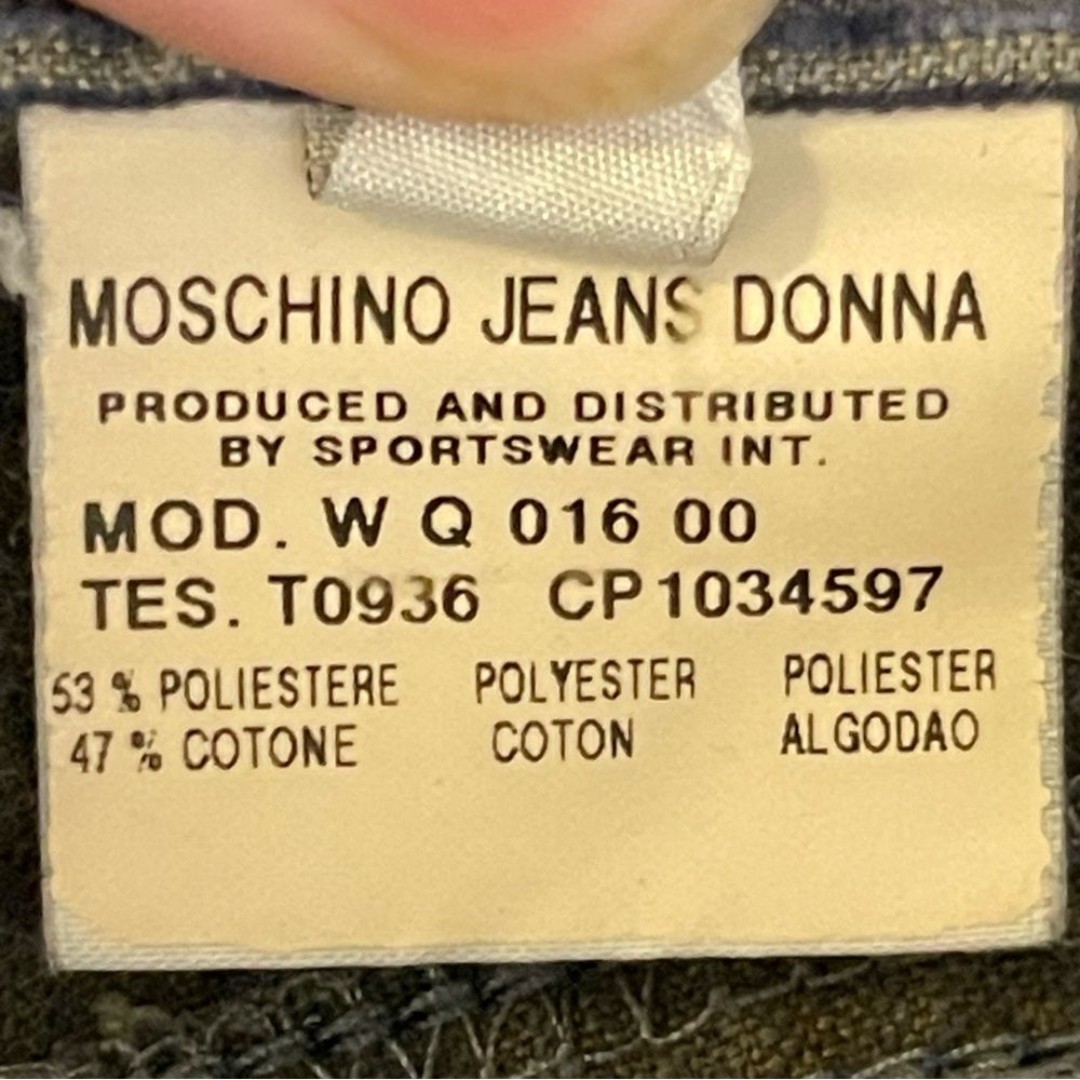 MOSCHINO JEANS DONNA
PRODUCED AND DISTRIBUTED
BY SPORTSWEAR INT.
MOD. W Q 016 00
TES. T0936 CP1034597
53 % POLIESTERE POLYESTER POLIESTER
47 % COTONE COTON ALGODAO